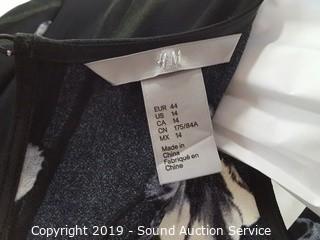 H&M
EUR 44
US 14
CA 14
CN 175/84A
MX 14
Made in
China
Fabriqué en
Chine
Copyright 2019 - Sound Auction Service